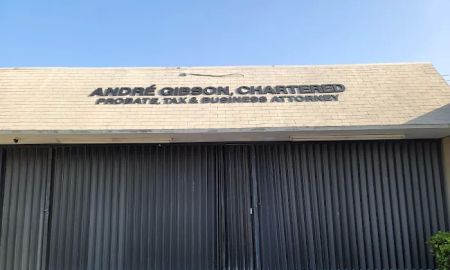 ANDRÉ GIBSON, CHARTERED
PROBATE, TAX & BUSINESS ATTORNEY